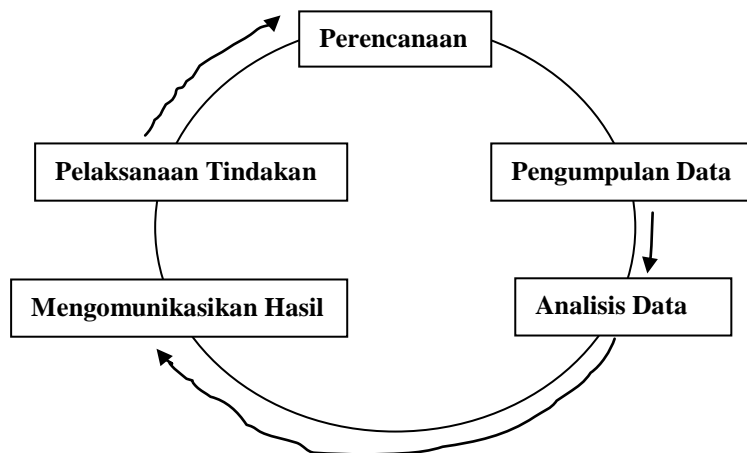 Perencanaan
Pelaksanaan Tindakan
Pengumpulan Data
Mengomunikasikan Hasil
Analisis Data